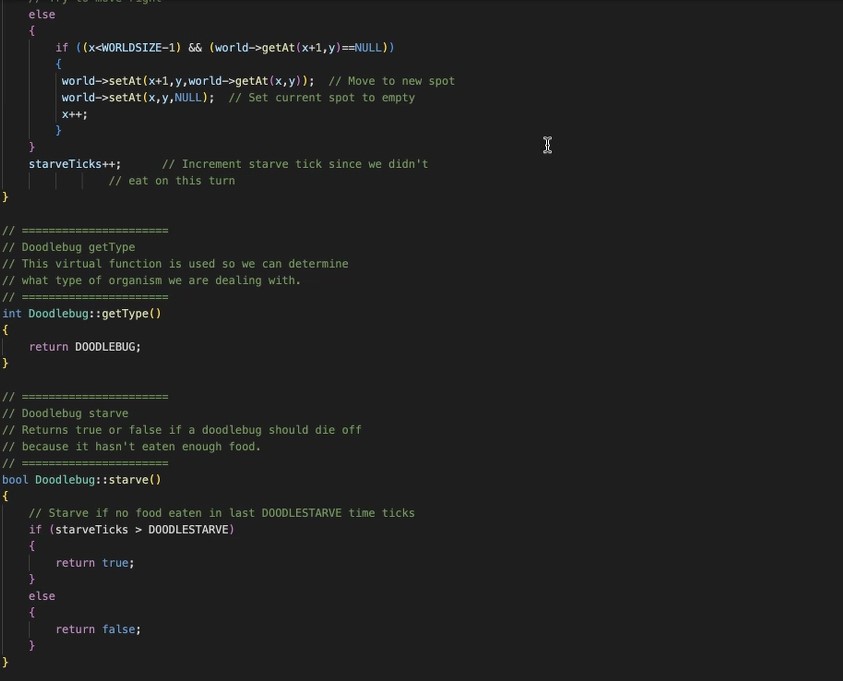 // Try to move right
else
{
if ((x<WORLDSIZE-1) && (world->getAt(x+1,y)==NULL))
{
world->setAt(x+1,y,world->getAt(x,y));  // Move to new spot
world->setAt(x,y,NULL);  // Set current spot to empty
x++;
}
}
starveTicks++;      // Increment starve tick since we didn't
// eat on this turn
}
// ======================
// Doodlebug getType
// This virtual function is used so we can determine
// what type of organism we are dealing with.
// ======================
int Doodlebug::getType()
{
return DOODLEBUG;
}
// ======================
// Doodlebug starve
// Returns true or false if a doodlebug should die off
// because it hasn't eaten enough food.
// ======================
bool Doodlebug::starve()
{
// Starve if no food eaten in last DOODLESTARVE time ticks
if (starveTicks > DOODLESTARVE)
{
return true;
}
else
{
return false;
}
}